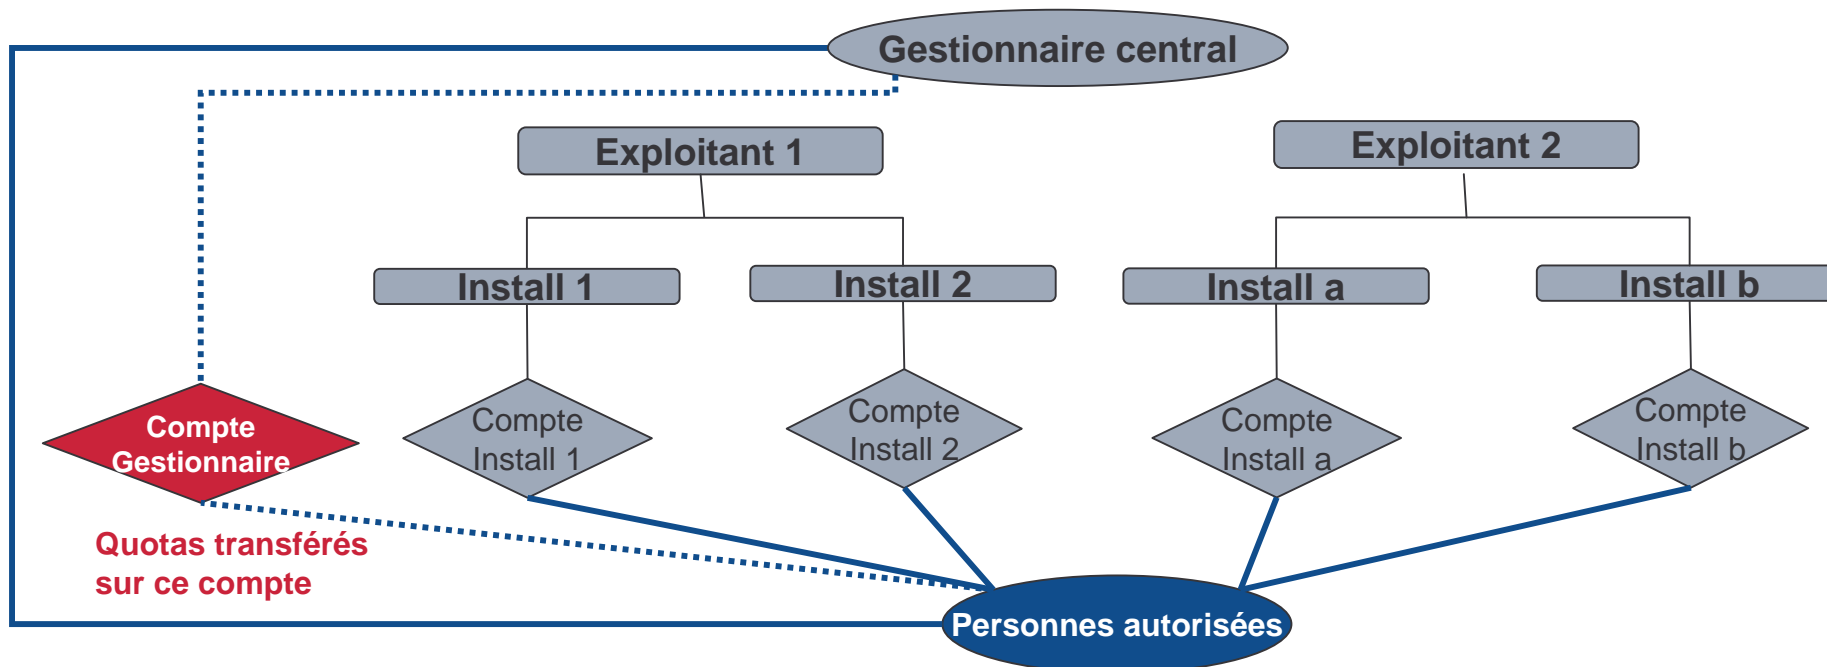 Gestionnaire central
Exploitant 1
Exploitant 2
Install 1
Install 2
Install a
Install b
Compte
Gestionnaire
Compte
Install 1
Compte
Install 2
Compte
Install a
Compte
Install b
Quotas transférés
sur ce compte
Personnes autorisées